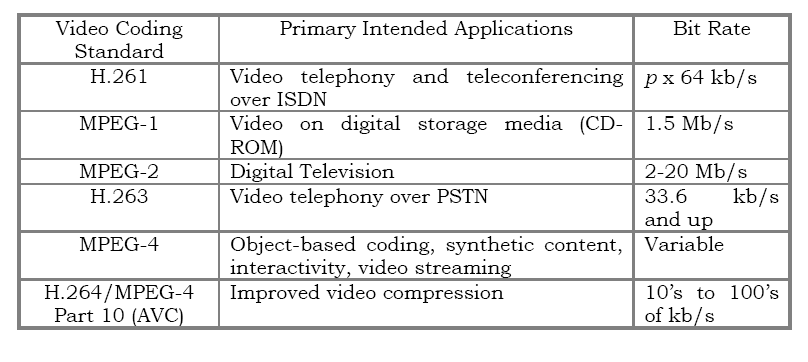 Video Coding Standard | Primary Intended Applications | Bit Rate
H.261 | Video telephony and teleconferencing over ISDN | p x 64 kb/s
MPEG-1 | Video on digital storage media (CD-ROM) | 1.5 Mb/s
MPEG-2 | Digital Television | 2-20 Mb/s
H.263 | Video telephony over PSTN | 33.6 kb/s and up
MPEG-4 | Object-based coding, synthetic content, interactivity, video streaming | Variable
H.264/MPEG-4 Part 10 (AVC) | Improved video compression | 10’s to 100’s of kb/s